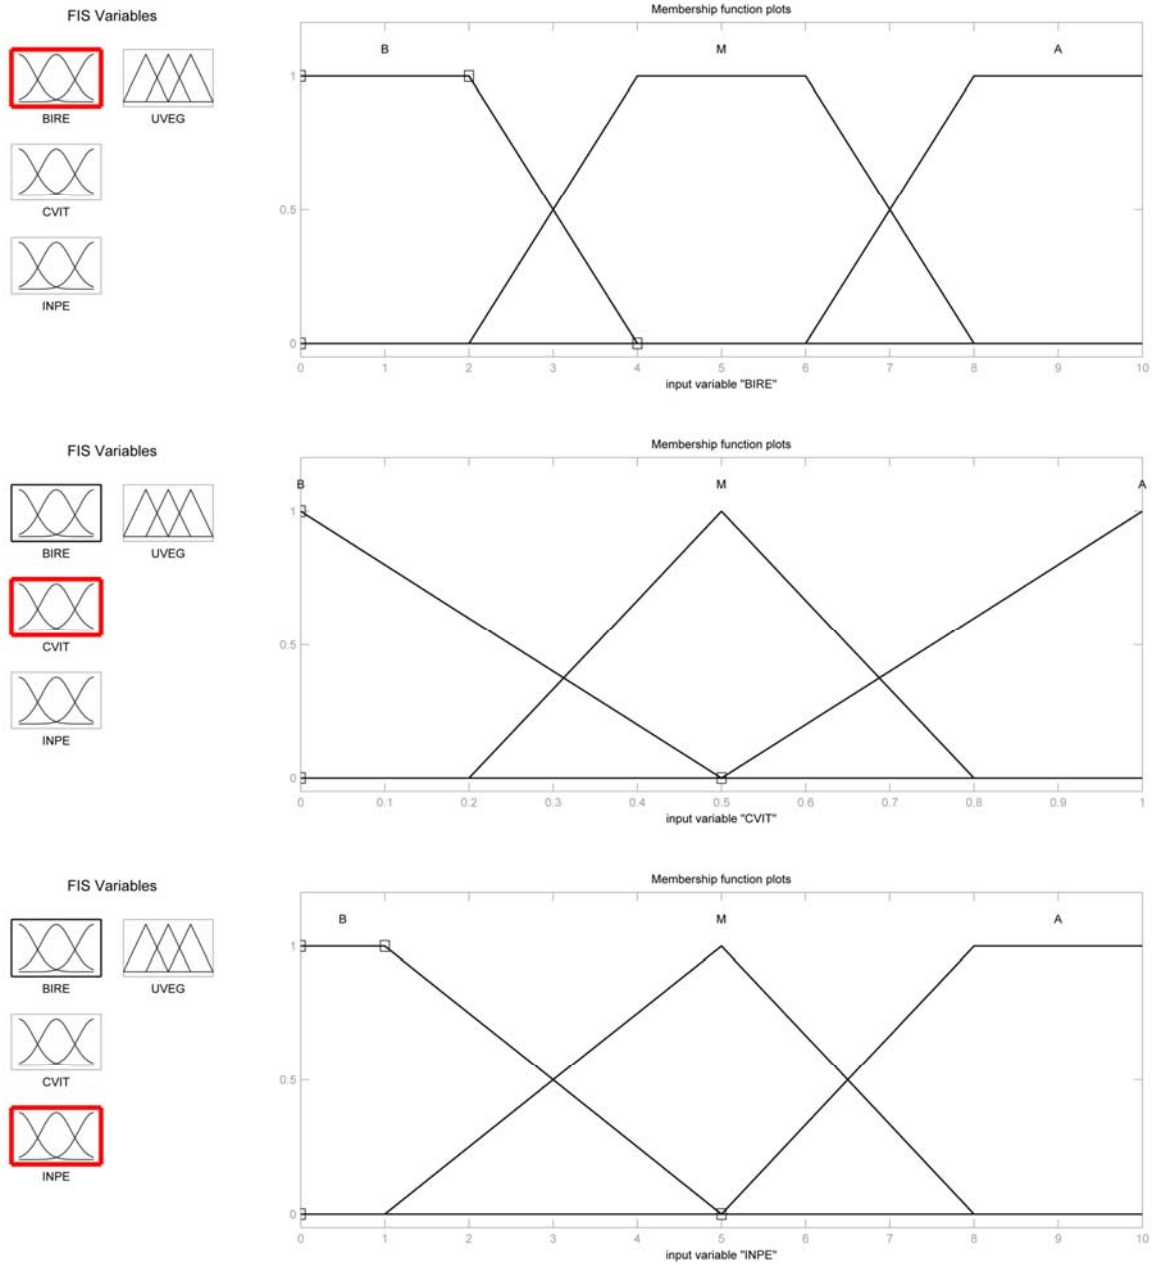 FIS Variables
BIRE
UVEG
CVIT
INPE
Membership function plots
B M A
1
0.5
0
0 1 2 3 4 5 6 7 8 9 10
input variable "BIRE"
FIS Variables
BIRE
UVEG
CVIT
INPE
Membership function plots
B M A
1
0.5
0
0 0.1 0.2 0.3 0.4 0.5 0.6 0.7 0.8 0.9 1
input variable "CVIT"
FIS Variables
BIRE
UVEG
CVIT
INPE
Membership function plots
B M A
1
0.5
0
0 1 2 3 4 5 6 7 8 9 10
input variable "INPE"